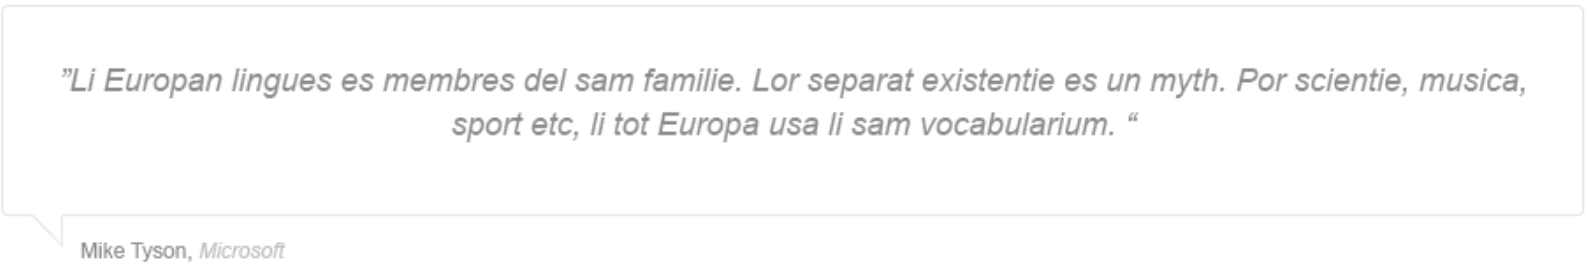 ”Li Europan lingues es membres del sam familie. Lor separat existentie es un myth. Por scientie, musica,
sport etc, li tot Europa usa li sam vocabularium. “
Mike Tyson, Microsoft